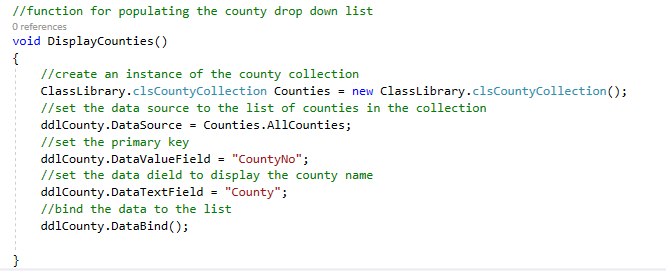 //function for populating the county drop down list
0 references
void DisplayCounties()
{
//create an instance of the county collection
ClassLibrary.clsCountyCollection Counties = new ClassLibrary.clsCountyCollection();
//set the data source to the list of counties in the collection
ddlCounty.DataSource = Counties.AllCounties;
//set the primary key
ddlCounty.DataValueField = "CountyNo";
//set the data dield to display the county name
ddlCounty.DataTextField = "County";
//bind the data to the list
ddlCounty.DataBind();
}